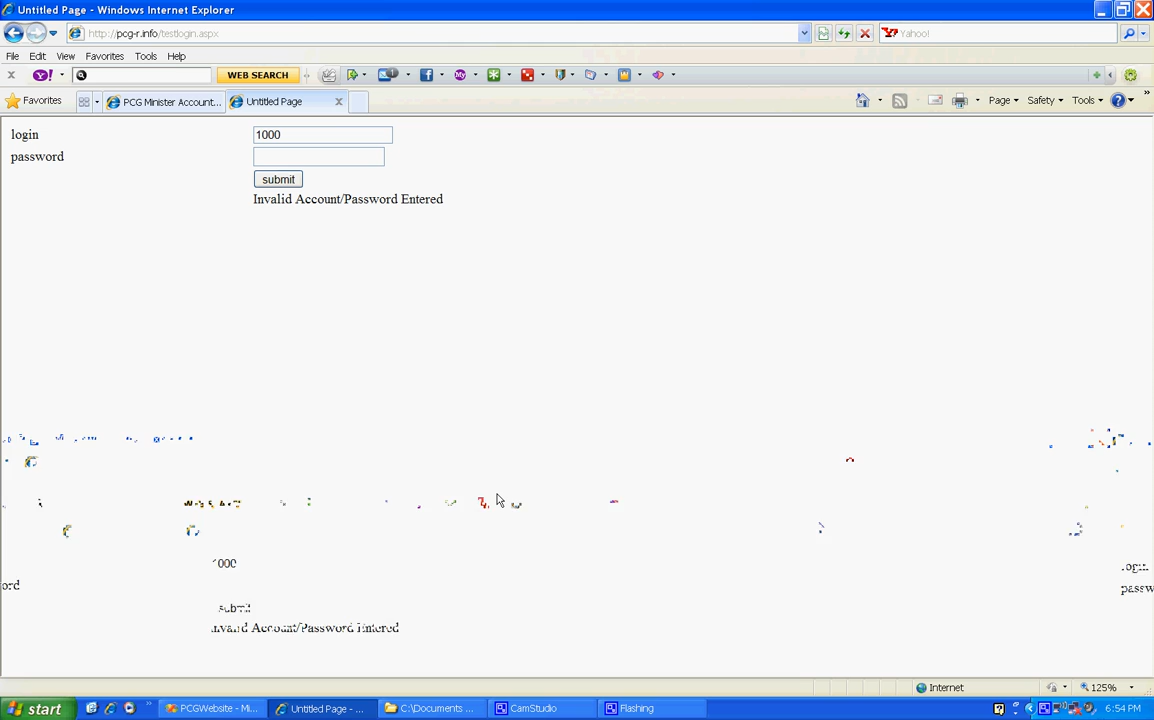 Untitled Page - Windows Internet Explorer
http://pcg-r.info/testlogin.aspx
Yahoo!
File Edit View Favorites Tools Help
WEB SEARCH
Favorites
PCG Minister Account...
Untitled Page
Page Safety Tools
login
1000
password
submit
Invalid Account/Password Entered
1000
ord
submit
Account/Password Entered
passw
Internet
125%
start
PCGWebsite - Mi...
Untitled Page - ...
C:\Documents ...
CamStudio
Flashing
6:54 PM